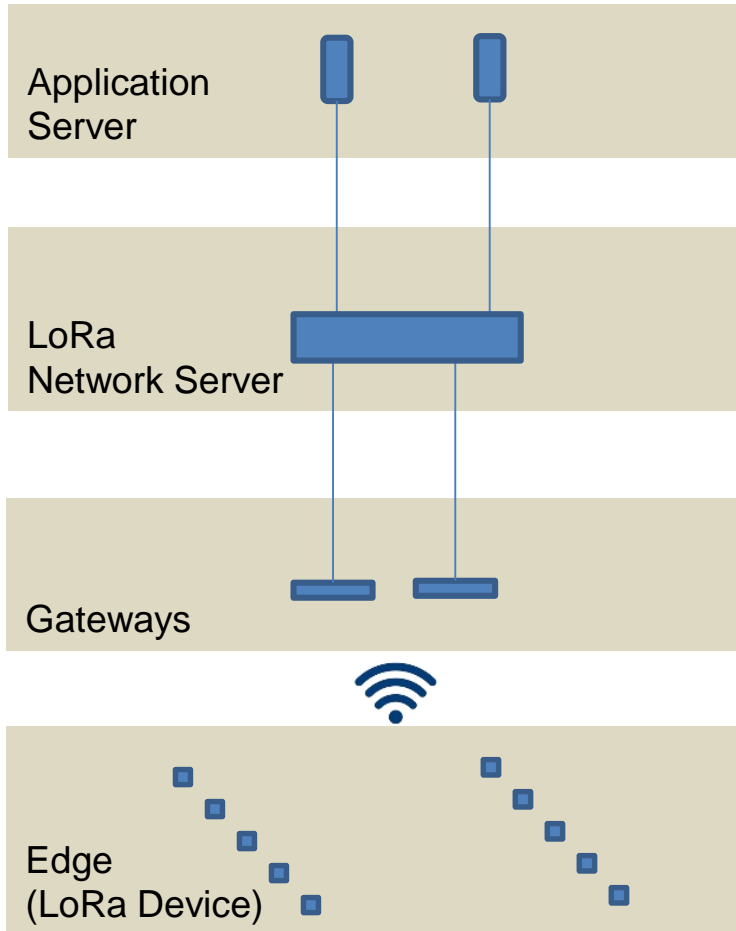 Application
Server
LoRa
Network Server
Gateways
Edge
(LoRa Device)